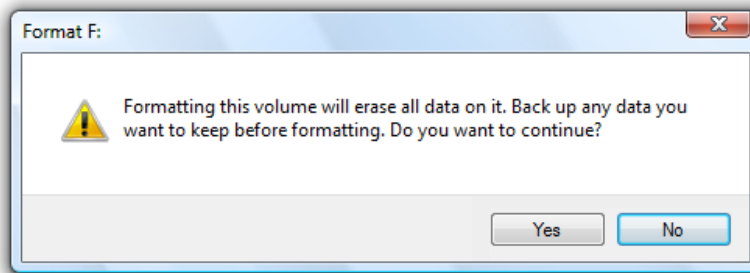 Format F:
Formatting this volume will erase all data on it. Back up any data you
want to keep before formatting. Do you want to continue?
Yes
No